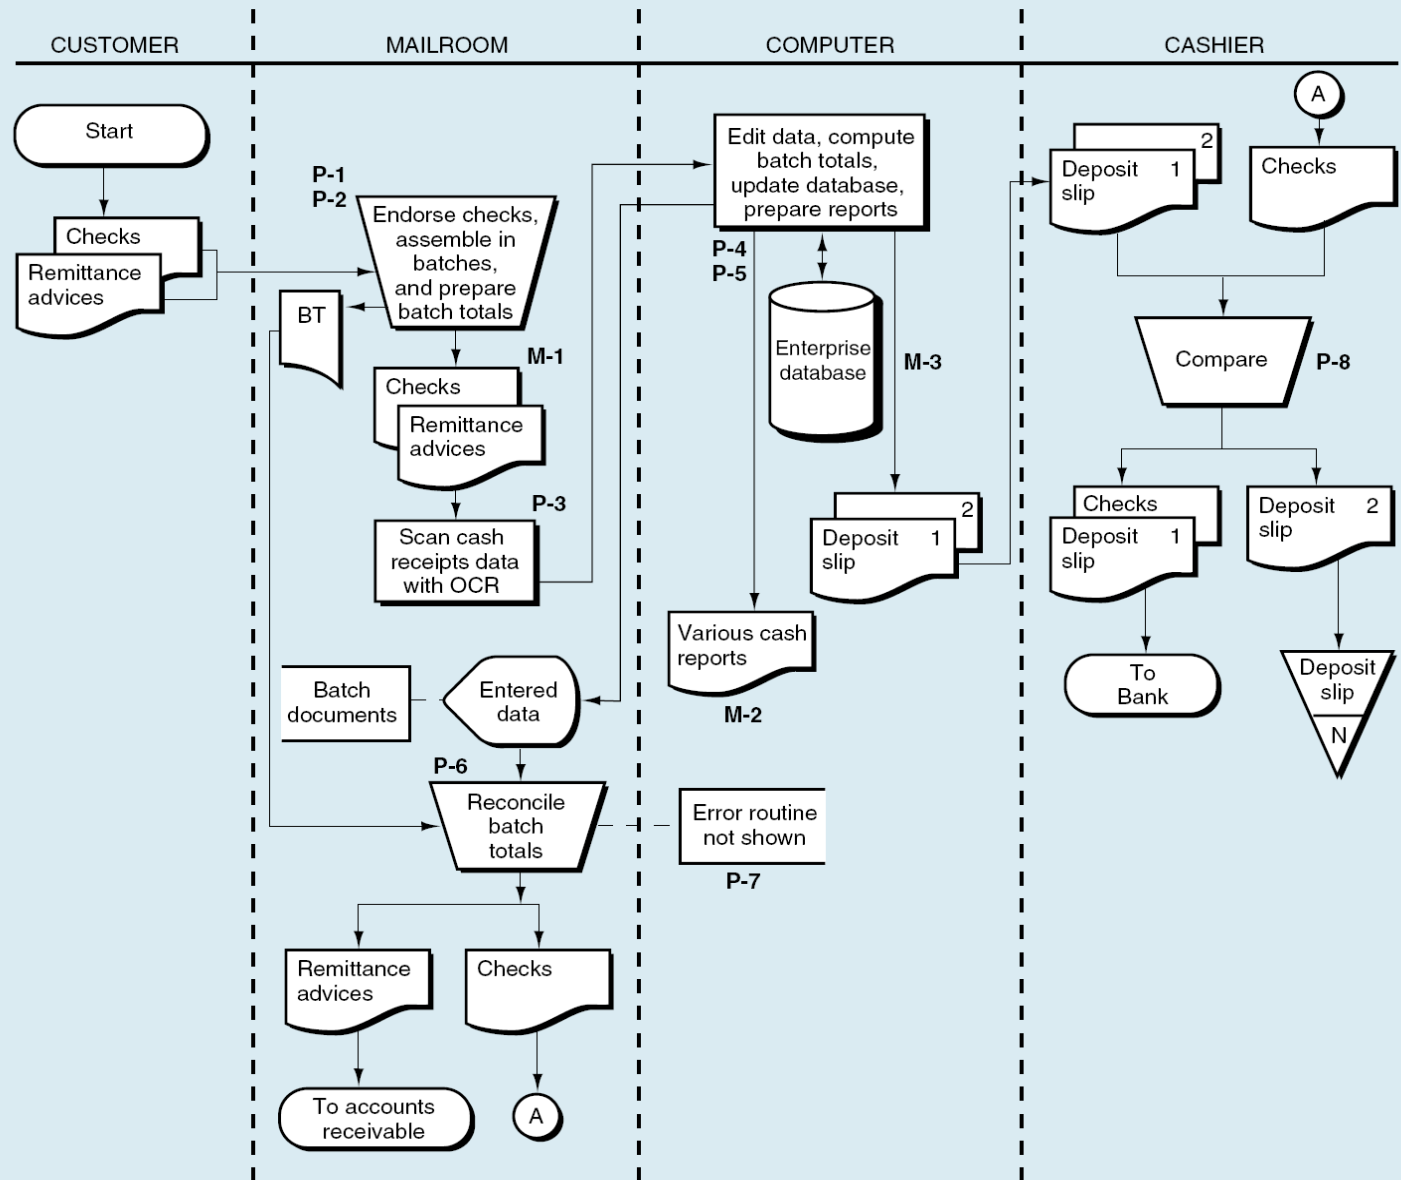 CUSTOMER
MAILROOM
COMPUTER
CASHIER
Start
Checks
Remittance
advices
P-1
P-2
Endorse checks,
assemble in
batches,
and prepare
batch totals
BT
M-1
Checks
Remittance
advices
P-3
Scan cash
receipts data
with OCR
Batch
documents
Entered
data
P-6
Reconcile
batch
totals
Remittance
advices
Checks
To accounts
receivable
A
Edit data, compute
batch totals,
update database,
prepare reports
P-4
P-5
Enterprise
database
M-3
2
Deposit 1
slip
Various cash
reports
M-2
Error routine
not shown
P-7
A
2
Deposit 1
slip
Checks
Compare
P-8
Checks
Deposit 1
slip
Deposit 2
slip
To
Bank
Deposit
slip
N